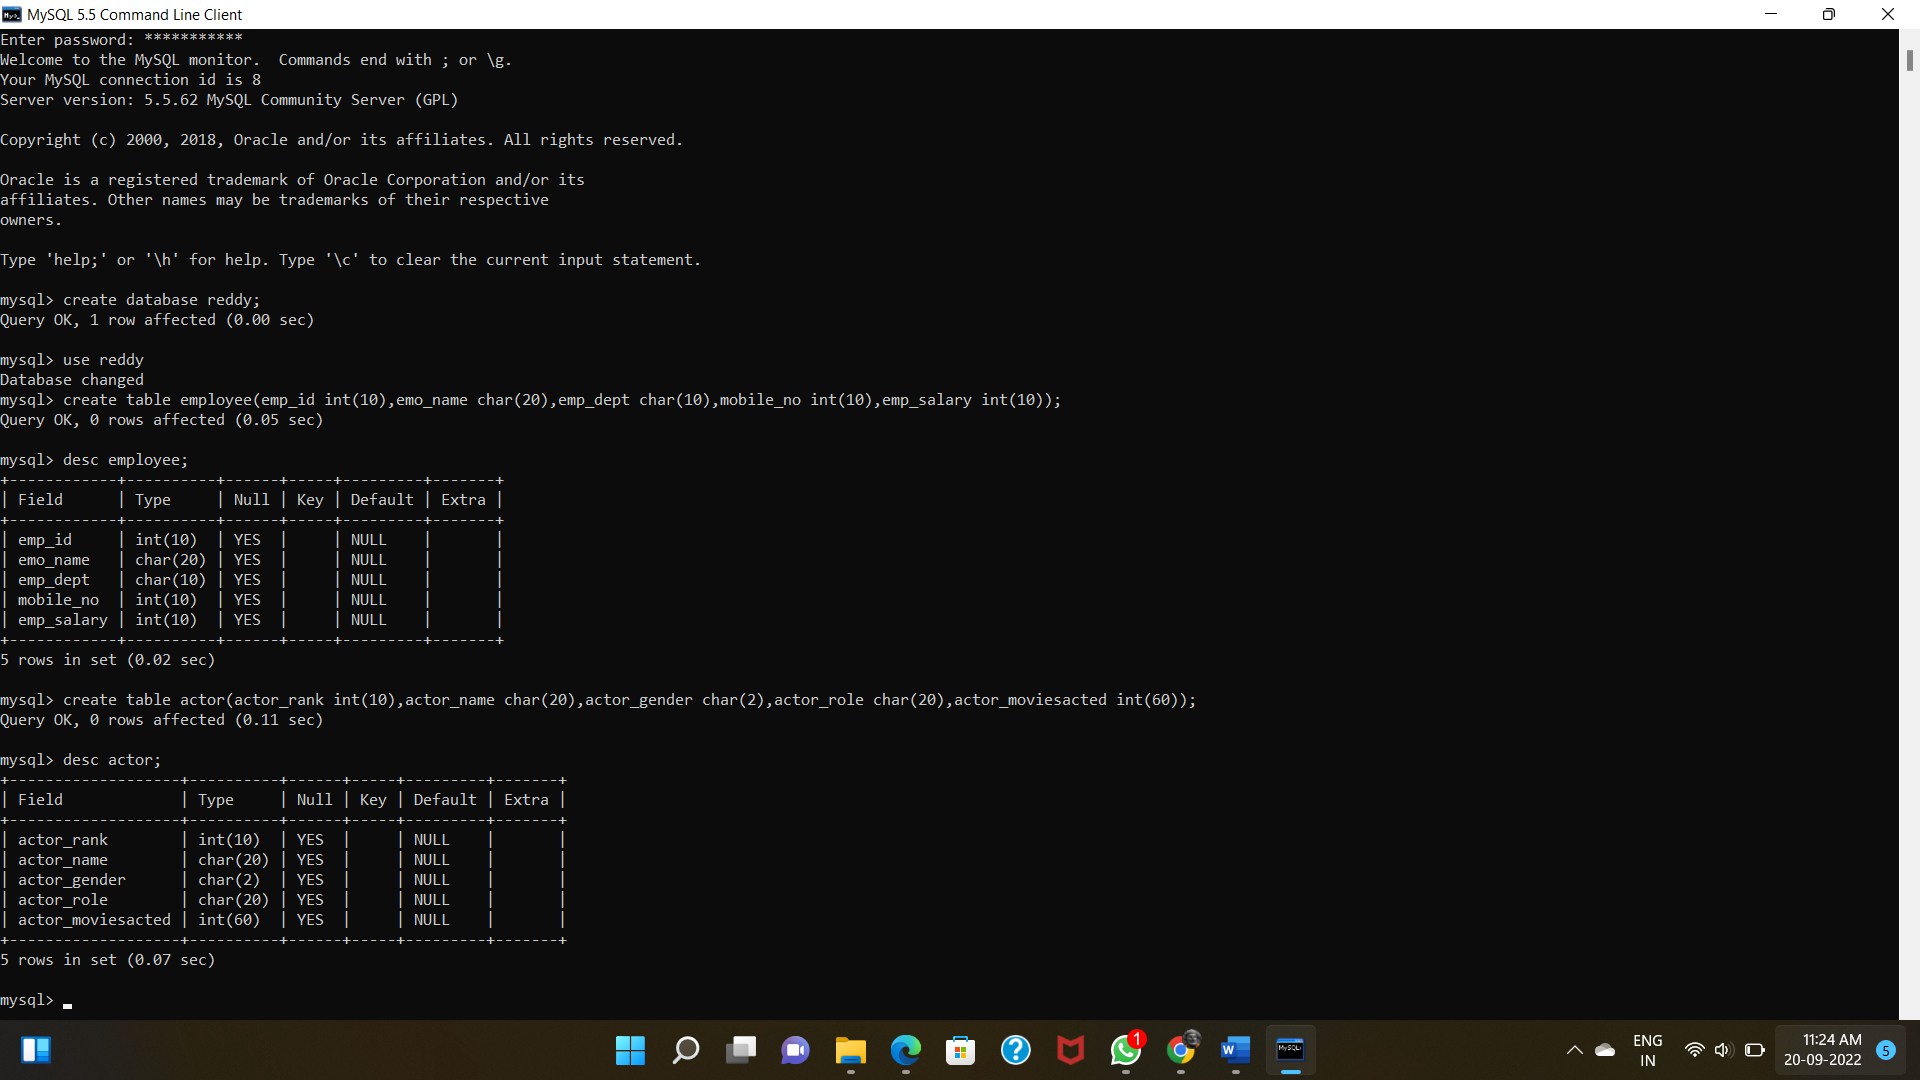 MySQL 5.5 Command Line Client
Enter password: ***********
Welcome to the MySQL monitor.  Commands end with ; or \g.
Your MySQL connection id is 8
Server version: 5.5.62 MySQL Community Server (GPL)
Copyright (c) 2000, 2018, Oracle and/or its affiliates. All rights reserved.
Oracle is a registered trademark of Oracle Corporation and/or its
affiliates. Other names may be trademarks of their respective
owners.
Type 'help;' or '\h' for help. Type '\c' to clear the current input statement.
mysql> create database reddy;
Query OK, 1 row affected (0.00 sec)
mysql> use reddy
Database changed
mysql> create table employee(emp_id int(10),emo_name char(20),emp_dept char(10),mobile_no int(10),emp_salary int(10));
Query OK, 0 rows affected (0.05 sec)
mysql> desc employee;
+------------+----------+------+-----+---------+-------+
| Field      | Type     | Null | Key | Default | Extra |
+------------+----------+------+-----+---------+-------+
| emp_id     | int(10)  | YES  |     | NULL    |       |
| emo_name   | char(20) | YES  |     | NULL    |       |
| emp_dept   | char(10) | YES  |     | NULL    |       |
| mobile_no  | int(10)  | YES  |     | NULL    |       |
| emp_salary | int(10)  | YES  |     | NULL    |       |
+------------+----------+------+-----+---------+-------+
5 rows in set (0.02 sec)
mysql> create table actor(actor_rank int(10),actor_name char(20),actor_gender char(2),actor_role char(20),actor_moviesacted int(60));
Query OK, 0 rows affected (0.11 sec)
mysql> desc actor;
+-------------------+----------+------+-----+---------+-------+
| Field             | Type     | Null | Key | Default | Extra |
+-------------------+----------+------+-----+---------+-------+
| actor_rank        | int(10)  | YES  |     | NULL    |       |
| actor_name        | char(20) | YES  |     | NULL    |       |
| actor_gender      | char(2)  | YES  |     | NULL    |       |
| actor_role        | char(20) | YES  |     | NULL    |       |
| actor_moviesacted | int(60)  | YES  |     | NULL    |       |
+-------------------+----------+------+-----+---------+-------+
5 rows in set (0.07 sec)
mysql>
1
W
MySQL
ENG
IN
11:24 AM
20-09-2022
5